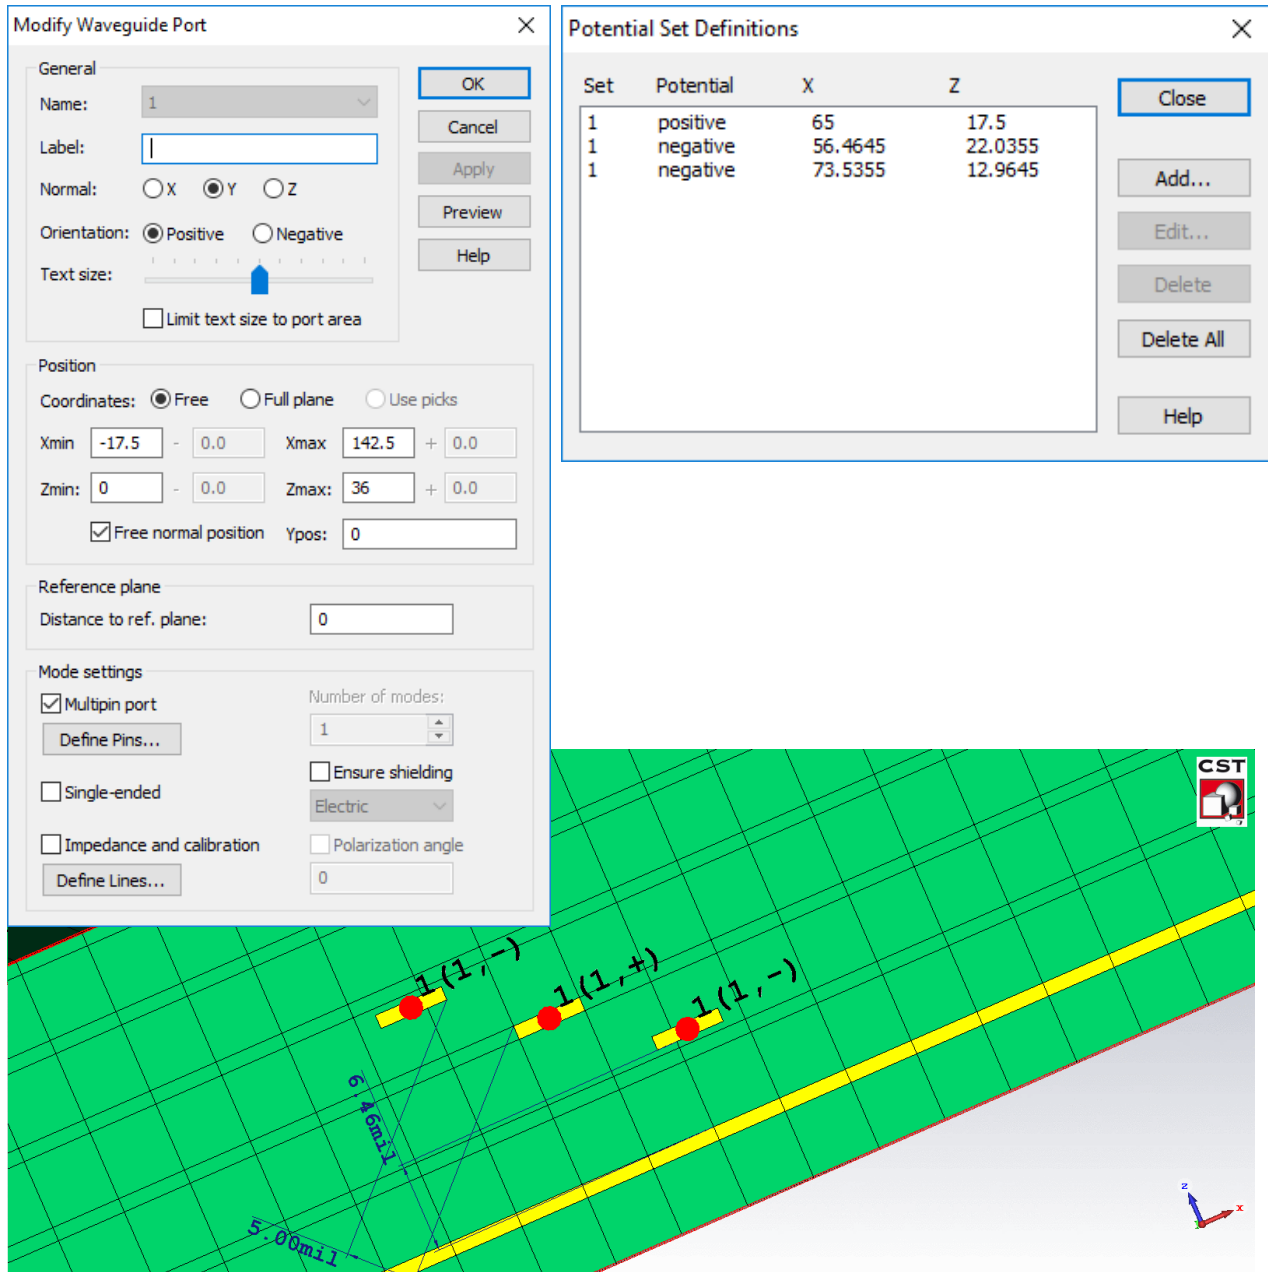 Modify Waveguide Port
General
Name: 1
Label:
Normal: X Y Z
Orientation: Positive Negative
Text size:
Limit text size to port area
OK
Cancel
Apply
Preview
Help
Position
Coordinates: Free Full plane Use picks
Xmin -17.5 - 0.0 Xmax 142.5 + 0.0
Zmin: 0 - 0.0 Zmax: 36 + 0.0
Free normal position Ypos: 0
Reference plane
Distance to ref. plane: 0
Mode settings
Multipin port
Define Pins...
Single-ended
Impedance and calibration
Define Lines...
Number of modes:
1
Ensure shielding
Electric
Polarization angle
0
Potential Set Definitions
Set Potential X Z
1 positive 65 17.5
1 negative 56.4645 22.0355
1 negative 73.5355 12.9645
Close
Add...
Edit...
Delete
Delete All
Help
CST
1(1,-)
1(1,+)
1(1,-)
6.46mil
5.00mil
z
x